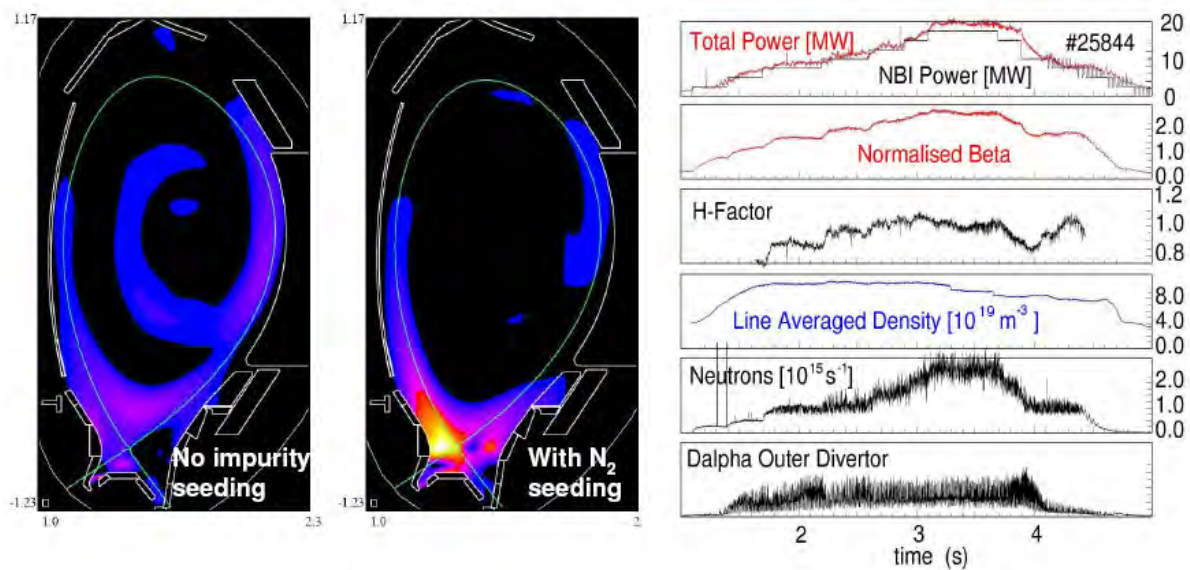 1.17
-1.23
1.0
2.3
No impurity
seeding
1.17
-1.23
1.0
2.
With N2
seeding
Total Power [MW]
#25844
NBI Power [MW]
20
10
0
Normalised Beta
2.0
1.0
0.0
H-Factor
1.2
1.0
0.8
Line Averaged Density [10^19 m^-3]
8.0
4.0
0.0
Neutrons [10^15 s^-1]
2.0
1.0
0.0
Dalpha Outer Divertor
2
3
4
time (s)